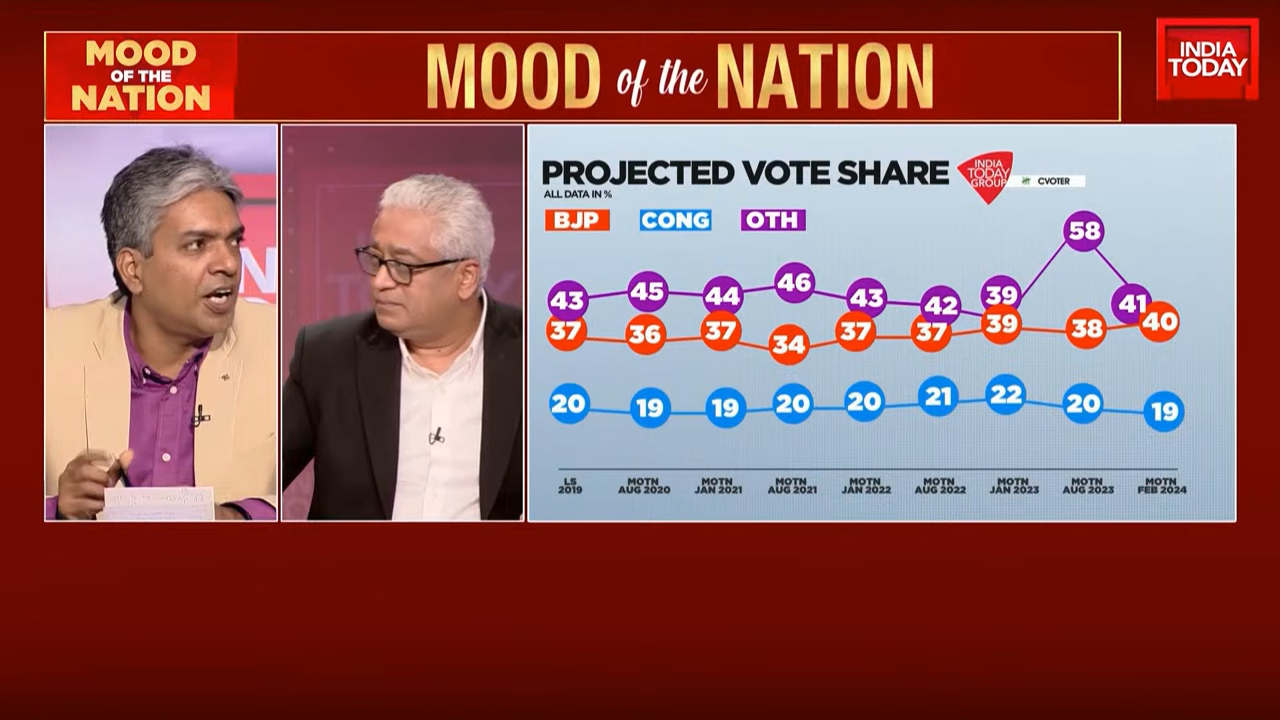 MOOD
OF THE
NATION
MOOD of the NATION
INDIA
TODAY
PROJECTED VOTE SHARE
ALL DATA IN %
INDIA
TODAY
GROUP
CVOTER
BJP CONG OTH
43 45 44 46 43 42 39 58 41
37 36 37 34 37 37 39 38 40
20 19 19 20 20 21 22 20 19
LS
2019
MOTN
AUG 2020
MOTN
JAN 2021
MOTN
AUG 2021
MOTN
JAN 2022
MOTN
AUG 2022
MOTN
JAN 2023
MOTN
AUG 2023
MOTN
FEB 2024